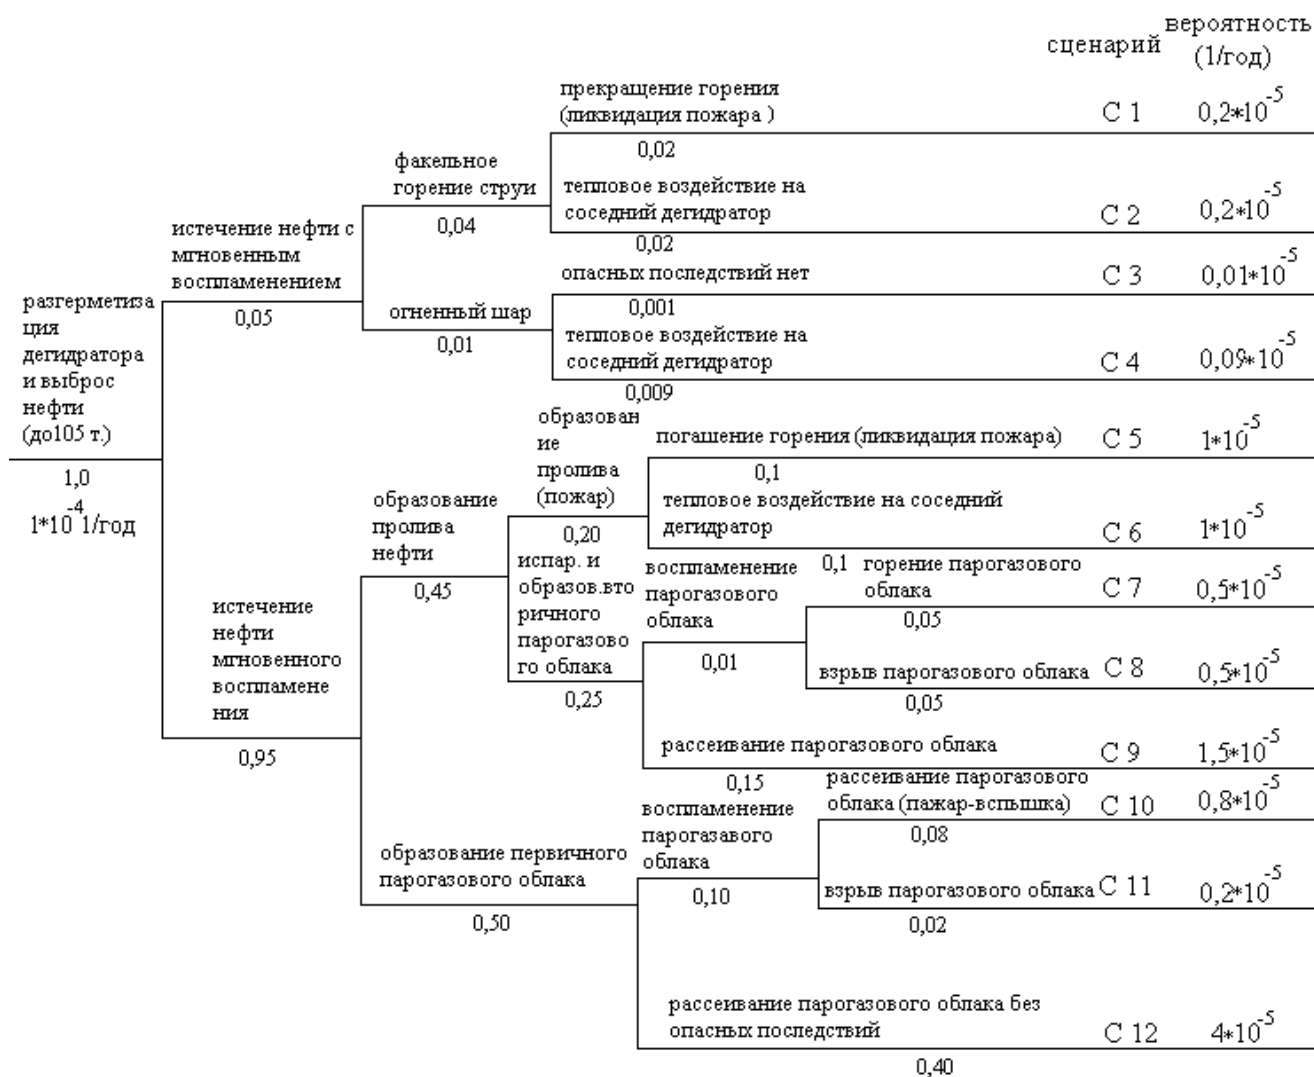 вероятность
сценарий
(1/год)
прекращение горения
(ликвидация пожара )
С 1
0,2*10^-5
0,02
факельное
горение струи
0,04
тепловое воздействие на
соседний дегидратор
С 2
0,2*10^-5
0,02
истечение нефти с
мгновенным
воспламенением
0,05
опасных последствий нет
С 3
0,01*10^-5
0,001
огненный шар
0,01
тепловое воздействие на
соседний дегидратор
С 4
0,09*10^-5
0,009
разгерметиза
ция
дегидратора
и выброс
нефти
(до105 т.)
1,0
1*10^-4 1/год
образован
ие
пролива
(пожар)
0,20
погашение горения (ликвидация пожара)
С 5
1*10^-5
0,1
тепловое воздействие на соседний
дегидратор
С 6
1*10^-5
0,1
образование
пролива
нефти
0,45
испар. и
образов.вто
ричного
парогазово
го облака
0,25
воспламенение
парогазового
облака
0,01
горение парогазового
облака
С 7
0,5*10^-5
0,05
взрыв парогазового облака
С 8
0,5*10^-5
0,05
истечение
нефти
мгновенного
воспламене
ния
0,95
рассеивание парогазового облака
С 9
1,5*10^-5
0,15
рассеивание парогазового
облака (пажар-вспышка)
С 10
0,8*10^-5
0,08
воспламенение
парогазавого
облака
0,10
образование первичного
парогазового облака
0,50
взрыв парогазового облака
С 11
0,2*10^-5
0,02
рассеивание парогазового облака без
опасных последствий
С 12
4*10^-5
0,40